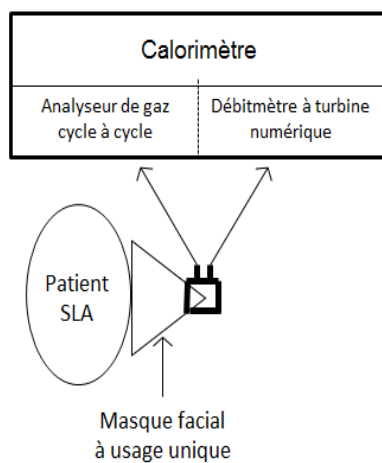 Calorimètre
Analyseur de gaz
cycle à cycle
Débitmètre à turbine
numérique
Patient
SLA
Masque facial
à usage unique